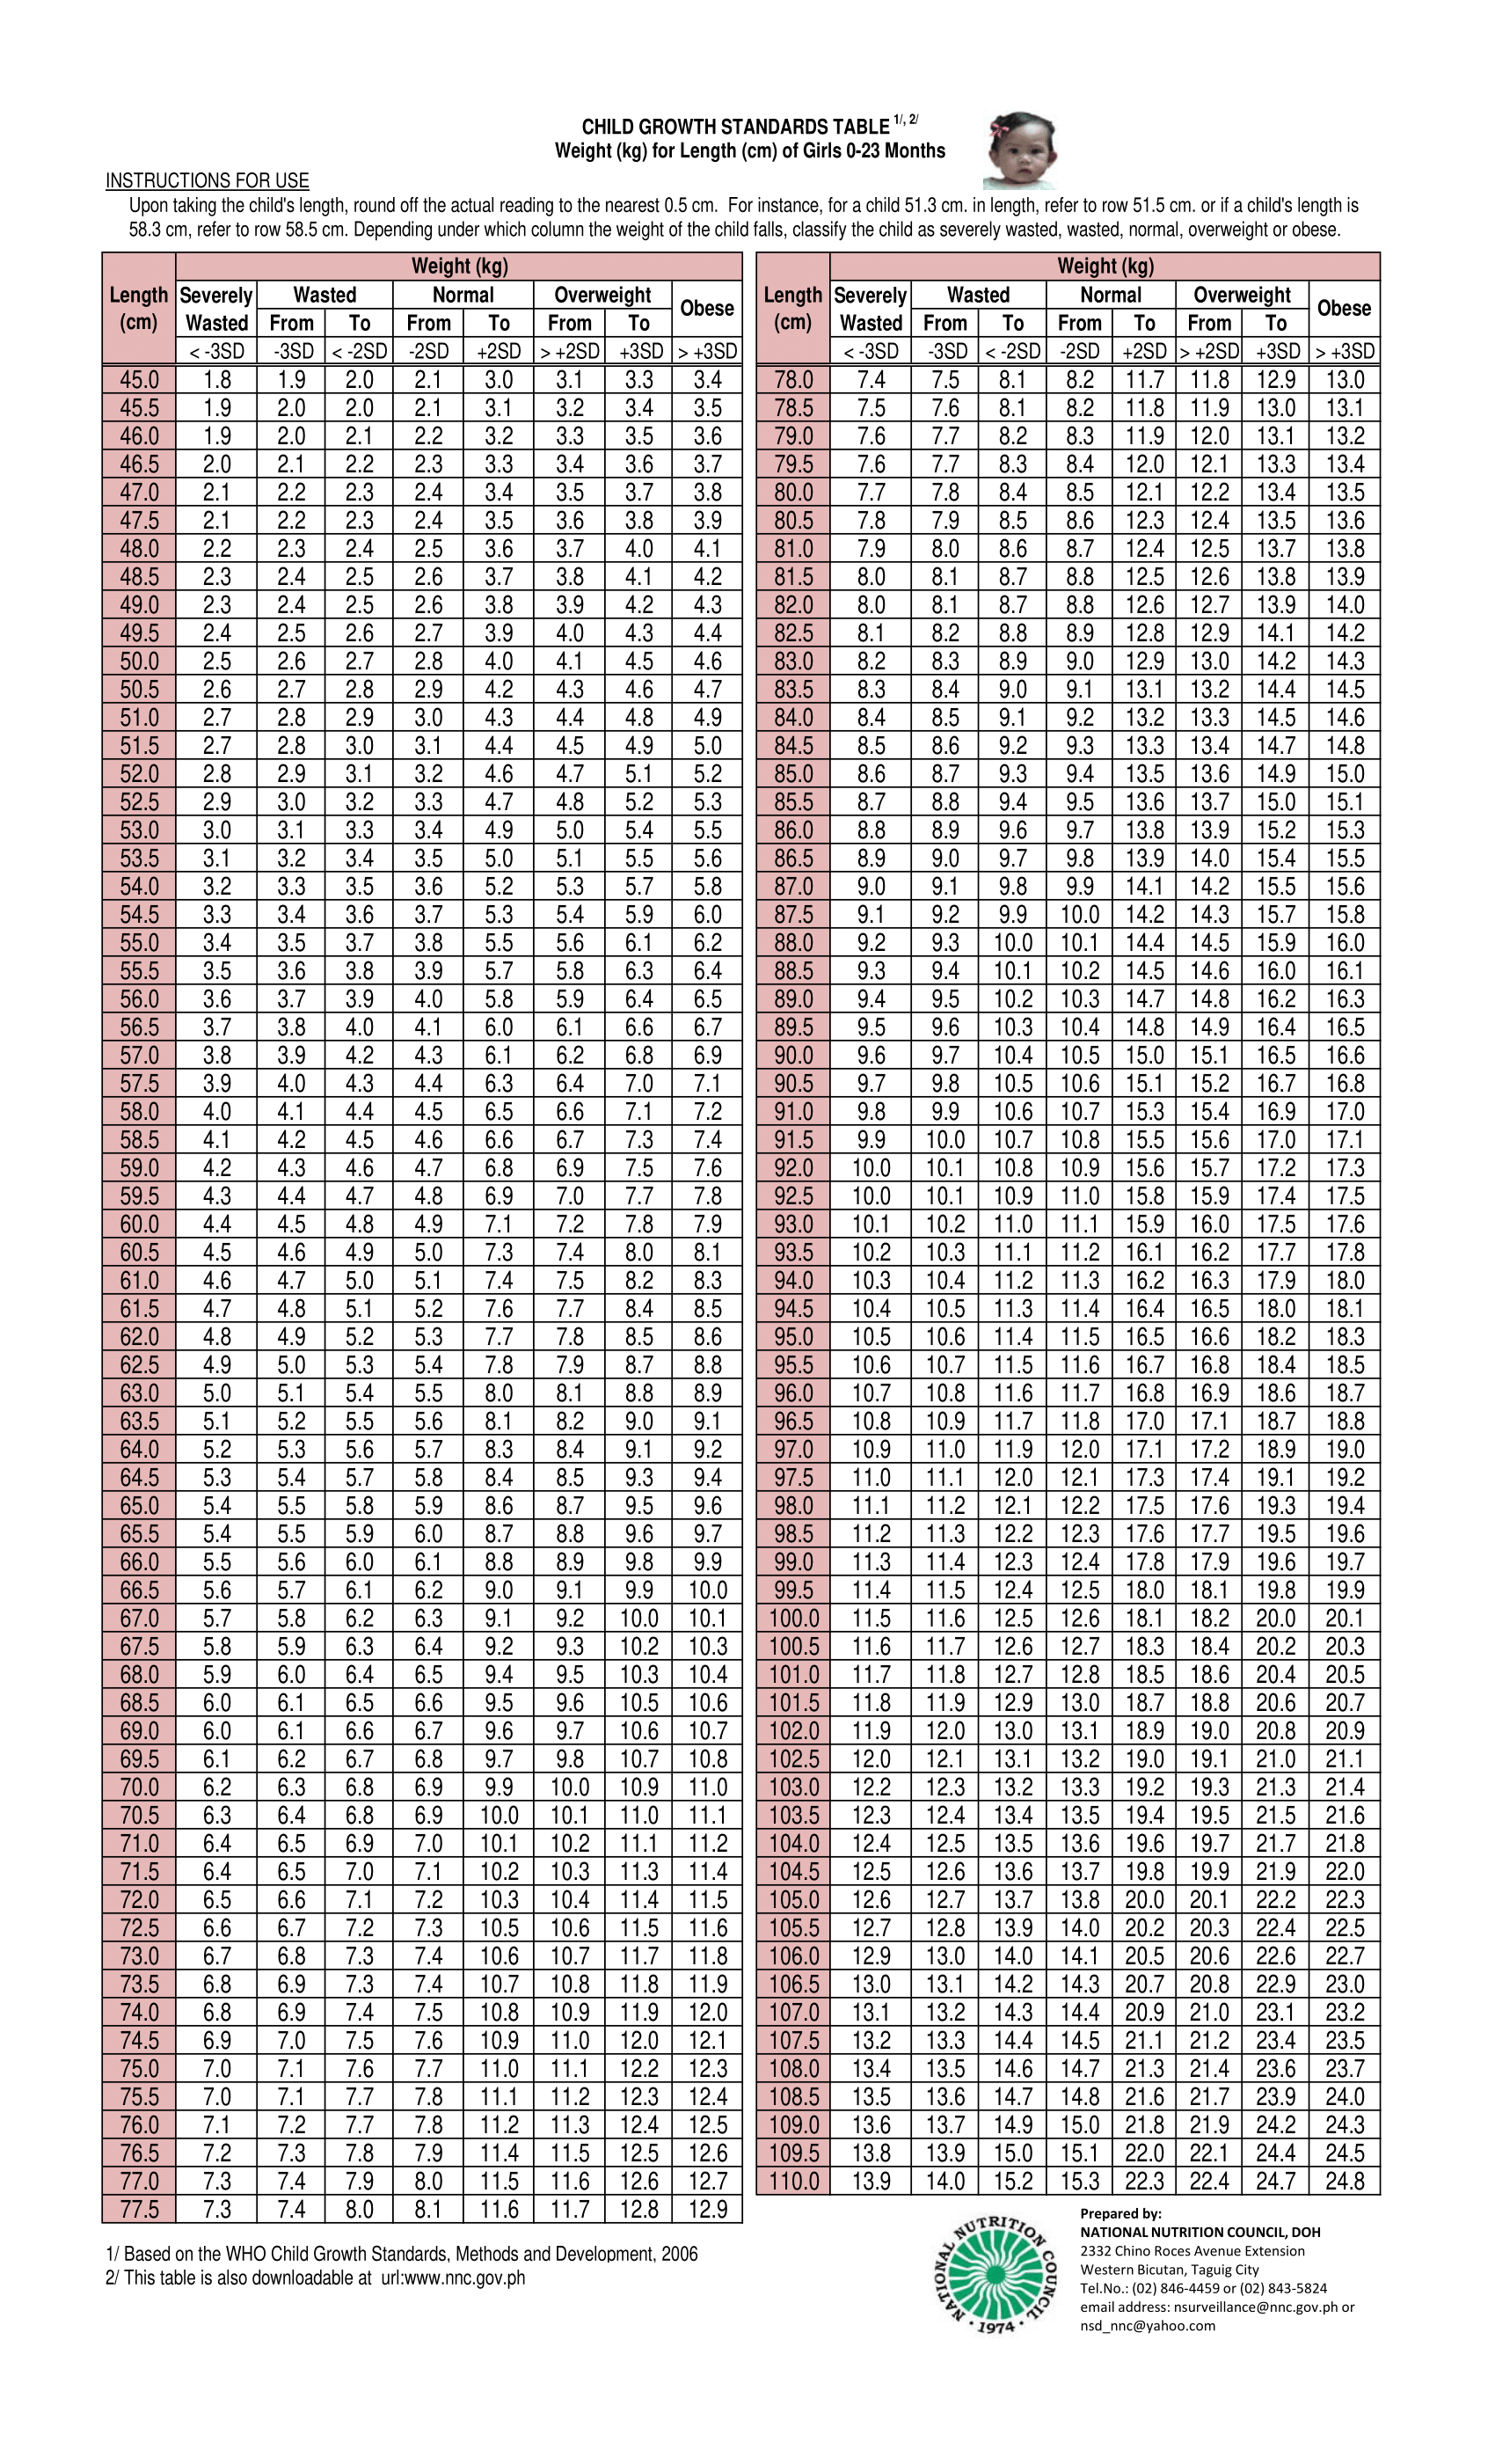 CHILD GROWTH STANDARDS TABLE 1/, 2/
Weight (kg) for Length (cm) of Girls 0-23 Months
INSTRUCTIONS FOR USE
Upon taking the child's length, round off the actual reading to the nearest 0.5 cm. For instance, for a child 51.3 cm. in length, refer to row 51.5 cm. or if a child's length is
58.3 cm, refer to row 58.5 cm. Depending under which column the weight of the child falls, classify the child as severely wasted, wasted, normal, overweight or obese.
Length (cm) Weight (kg)
Severely Wasted Wasted Normal Overweight Obese
From To From To From To
< -3SD -3SD < -2SD -2SD +2SD > +2SD +3SD > +3SD
45.0 1.8 1.9 2.0 2.1 3.0 3.1 3.3 3.4
45.5 1.9 2.0 2.0 2.1 3.1 3.2 3.4 3.5
46.0 1.9 2.0 2.1 2.2 3.2 3.3 3.5 3.6
46.5 2.0 2.1 2.2 2.3 3.3 3.4 3.6 3.7
47.0 2.1 2.2 2.3 2.4 3.4 3.5 3.7 3.8
47.5 2.1 2.2 2.3 2.4 3.5 3.6 3.8 3.9
48.0 2.2 2.3 2.4 2.5 3.6 3.7 4.0 4.1
48.5 2.3 2.4 2.5 2.6 3.7 3.8 4.1 4.2
49.0 2.3 2.4 2.5 2.6 3.8 3.9 4.2 4.3
49.5 2.4 2.5 2.6 2.7 3.9 4.0 4.3 4.4
50.0 2.5 2.6 2.7 2.8 4.0 4.1 4.5 4.6
50.5 2.6 2.7 2.8 2.9 4.2 4.3 4.6 4.7
51.0 2.7 2.8 2.9 3.0 4.3 4.4 4.8 4.9
51.5 2.7 2.8 3.0 3.1 4.4 4.5 4.9 5.0
52.0 2.8 2.9 3.1 3.2 4.6 4.7 5.1 5.2
52.5 2.9 3.0 3.2 3.3 4.7 4.8 5.2 5.3
53.0 3.0 3.1 3.3 3.4 4.9 5.0 5.4 5.5
53.5 3.1 3.2 3.4 3.5 5.0 5.1 5.5 5.6
54.0 3.2 3.3 3.5 3.6 5.2 5.3 5.7 5.8
54.5 3.3 3.4 3.6 3.7 5.3 5.4 5.9 6.0
55.0 3.4 3.5 3.7 3.8 5.5 5.6 6.1 6.2
55.5 3.5 3.6 3.8 3.9 5.7 5.8 6.3 6.4
56.0 3.6 3.7 3.9 4.0 5.8 5.9 6.4 6.5
56.5 3.7 3.8 4.0 4.1 6.0 6.1 6.6 6.7
57.0 3.8 3.9 4.2 4.3 6.1 6.2 6.8 6.9
57.5 3.9 4.0 4.3 4.4 6.3 6.4 7.0 7.1
58.0 4.0 4.1 4.4 4.5 6.5 6.6 7.1 7.2
58.5 4.1 4.2 4.5 4.6 6.6 6.7 7.3 7.4
59.0 4.2 4.3 4.6 4.7 6.8 6.9 7.5 7.6
59.5 4.3 4.4 4.7 4.8 6.9 7.0 7.7 7.8
60.0 4.4 4.5 4.8 4.9 7.1 7.2 7.8 7.9
60.5 4.5 4.6 4.9 5.0 7.3 7.4 8.0 8.1
61.0 4.6 4.7 5.0 5.1 7.4 7.5 8.2 8.3
61.5 4.7 4.8 5.1 5.2 7.6 7.7 8.4 8.5
62.0 4.8 4.9 5.2 5.3 7.7 7.8 8.5 8.6
62.5 4.9 5.0 5.3 5.4 7.8 7.9 8.7 8.8
63.0 5.0 5.1 5.4 5.5 8.0 8.1 8.8 8.9
63.5 5.1 5.2 5.5 5.6 8.1 8.2 9.0 9.1
64.0 5.2 5.3 5.6 5.7 8.3 8.4 9.1 9.2
64.5 5.3 5.4 5.7 5.8 8.4 8.5 9.3 9.4
65.0 5.4 5.5 5.8 5.9 8.6 8.7 9.5 9.6
65.5 5.4 5.5 5.9 6.0 8.7 8.8 9.6 9.7
66.0 5.5 5.6 6.0 6.1 8.8 8.9 9.8 9.9
66.5 5.6 5.7 6.1 6.2 9.0 9.1 9.9 10.0
67.0 5.7 5.8 6.2 6.3 9.1 9.2 10.0 10.1
67.5 5.8 5.9 6.3 6.4 9.2 9.3 10.2 10.3
68.0 5.9 6.0 6.4 6.5 9.4 9.5 10.3 10.4
68.5 6.0 6.1 6.5 6.6 9.5 9.6 10.5 10.6
69.0 6.0 6.1 6.6 6.7 9.6 9.7 10.6 10.7
69.5 6.1 6.2 6.7 6.8 9.7 9.8 10.7 10.8
70.0 6.2 6.3 6.8 6.9 9.9 10.0 10.9 11.0
70.5 6.3 6.4 6.8 6.9 10.0 10.1 11.0 11.1
71.0 6.4 6.5 6.9 7.0 10.1 10.2 11.1 11.2
71.5 6.4 6.5 7.0 7.1 10.2 10.3 11.3 11.4
72.0 6.5 6.6 7.1 7.2 10.3 10.4 11.4 11.5
72.5 6.6 6.7 7.2 7.3 10.5 10.6 11.5 11.6
73.0 6.7 6.8 7.3 7.4 10.6 10.7 11.7 11.8
73.5 6.8 6.9 7.3 7.4 10.7 10.8 11.8 11.9
74.0 6.8 6.9 7.4 7.5 10.8 10.9 11.9 12.0
74.5 6.9 7.0 7.5 7.6 10.9 11.0 12.0 12.1
75.0 7.0 7.1 7.6 7.7 11.0 11.1 12.2 12.3
75.5 7.0 7.1 7.7 7.8 11.1 11.2 12.3 12.4
76.0 7.1 7.2 7.7 7.8 11.2 11.3 12.4 12.5
76.5 7.2 7.3 7.8 7.9 11.4 11.5 12.5 12.6
77.0 7.3 7.4 7.9 8.0 11.5 11.6 12.6 12.7
77.5 7.3 7.4 8.0 8.1 11.6 11.7 12.8 12.9
Length (cm) Weight (kg)
Severely Wasted Wasted Normal Overweight Obese
From To From To From To
< -3SD -3SD < -2SD -2SD +2SD > +2SD +3SD > +3SD
78.0 7.4 7.5 8.1 8.2 11.7 11.8 12.9 13.0
78.5 7.5 7.6 8.1 8.2 11.8 11.9 13.0 13.1
79.0 7.6 7.7 8.2 8.3 11.9 12.0 13.1 13.2
79.5 7.6 7.7 8.3 8.4 12.0 12.1 13.3 13.4
80.0 7.7 7.8 8.4 8.5 12.1 12.2 13.4 13.5
80.5 7.8 7.9 8.5 8.6 12.3 12.4 13.5 13.6
81.0 7.9 8.0 8.6 8.7 12.4 12.5 13.7 13.8
81.5 8.0 8.1 8.7 8.8 12.5 12.6 13.8 13.9
82.0 8.0 8.1 8.7 8.8 12.6 12.7 13.9 14.0
82.5 8.1 8.2 8.8 8.9 12.8 12.9 14.1 14.2
83.0 8.2 8.3 8.9 9.0 12.9 13.0 14.2 14.3
83.5 8.3 8.4 9.0 9.1 13.1 13.2 14.4 14.5
84.0 8.4 8.5 9.1 9.2 13.2 13.3 14.5 14.6
84.5 8.5 8.6 9.2 9.3 13.3 13.4 14.7 14.8
85.0 8.6 8.7 9.3 9.4 13.5 13.6 14.9 15.0
85.5 8.7 8.8 9.4 9.5 13.6 13.7 15.0 15.1
86.0 8.8 8.9 9.6 9.7 13.8 13.9 15.2 15.3
86.5 8.9 9.0 9.7 9.8 13.9 14.0 15.4 15.5
87.0 9.0 9.1 9.8 9.9 14.1 14.2 15.5 15.6
87.5 9.1 9.2 9.9 10.0 14.2 14.3 15.7 15.8
88.0 9.2 9.3 10.0 10.1 14.4 14.5 15.9 16.0
88.5 9.3 9.4 10.1 10.2 14.5 14.6 16.0 16.1
89.0 9.4 9.5 10.2 10.3 14.7 14.8 16.2 16.3
89.5 9.5 9.6 10.3 10.4 14.8 14.9 16.4 16.5
90.0 9.6 9.7 10.4 10.5 15.0 15.1 16.5 16.6
90.5 9.7 9.8 10.5 10.6 15.1 15.2 16.7 16.8
91.0 9.8 9.9 10.6 10.7 15.3 15.4 16.9 17.0
91.5 9.9 10.0 10.7 10.8 15.5 15.6 17.0 17.1
92.0 10.0 10.1 10.8 10.9 15.6 15.7 17.2 17.3
92.5 10.0 10.1 10.9 11.0 15.8 15.9 17.4 17.5
93.0 10.1 10.2 11.0 11.1 15.9 16.0 17.5 17.6
93.5 10.2 10.3 11.1 11.2 16.1 16.2 17.7 17.8
94.0 10.3 10.4 11.2 11.3 16.2 16.3 17.9 18.0
94.5 10.4 10.5 11.3 11.4 16.4 16.5 18.0 18.1
95.0 10.5 10.6 11.4 11.5 16.5 16.6 18.2 18.3
95.5 10.6 10.7 11.5 11.6 16.7 16.8 18.4 18.5
96.0 10.7 10.8 11.6 11.7 16.8 16.9 18.6 18.7
96.5 10.8 10.9 11.7 11.8 17.0 17.1 18.7 18.8
97.0 10.9 11.0 11.9 12.0 17.1 17.2 18.9 19.0
97.5 11.0 11.1 12.0 12.1 17.3 17.4 19.1 19.2
98.0 11.1 11.2 12.1 12.2 17.5 17.6 19.3 19.4
98.5 11.2 11.3 12.2 12.3 17.6 17.7 19.5 19.6
99.0 11.3 11.4 12.3 12.4 17.8 17.9 19.6 19.7
99.5 11.4 11.5 12.4 12.5 18.0 18.1 19.8 19.9
100.0 11.5 11.6 12.5 12.6 18.1 18.2 20.0 20.1
100.5 11.6 11.7 12.6 12.7 18.3 18.4 20.2 20.3
101.0 11.7 11.8 12.7 12.8 18.5 18.6 20.4 20.5
101.5 11.8 11.9 12.9 13.0 18.7 18.8 20.6 20.7
102.0 11.9 12.0 13.0 13.1 18.9 19.0 20.8 20.9
102.5 12.0 12.1 13.1 13.2 19.0 19.1 21.0 21.1
103.0 12.2 12.3 13.2 13.3 19.2 19.3 21.3 21.4
103.5 12.3 12.4 13.4 13.5 19.4 19.5 21.5 21.6
104.0 12.4 12.5 13.5 13.6 19.6 19.7 21.7 21.8
104.5 12.5 12.6 13.6 13.7 19.8 19.9 21.9 22.0
105.0 12.6 12.7 13.7 13.8 20.0 20.1 22.2 22.3
105.5 12.7 12.8 13.9 14.0 20.2 20.3 22.4 22.5
106.0 12.9 13.0 14.0 14.1 20.5 20.6 22.6 22.7
106.5 13.0 13.1 14.2 14.3 20.7 20.8 22.9 23.0
107.0 13.1 13.2 14.3 14.4 20.9 21.0 23.1 23.2
107.5 13.2 13.3 14.4 14.5 21.1 21.2 23.4 23.5
108.0 13.4 13.5 14.6 14.7 21.3 21.4 23.6 23.7
108.5 13.5 13.6 14.7 14.8 21.6 21.7 23.9 24.0
109.0 13.6 13.7 14.9 15.0 21.8 21.9 24.2 24.3
109.5 13.8 13.9 15.0 15.1 22.0 22.1 24.4 24.5
110.0 13.9 14.0 15.2 15.3 22.3 22.4 24.7 24.8
1/ Based on the WHO Child Growth Standards, Methods and Development, 2006
2/ This table is also downloadable at url:www.nnc.gov.ph
NATIONAL NUTRITION COUNCIL
· 1974 ·
Prepared by:
NATIONAL NUTRITION COUNCIL, DOH
2332 Chino Roces Avenue Extension
Western Bicutan, Taguig City
Tel.No.: (02) 846-4459 or (02) 843-5824
email address: nsurveillance@nnc.gov.ph or
nsd_nnc@yahoo.com